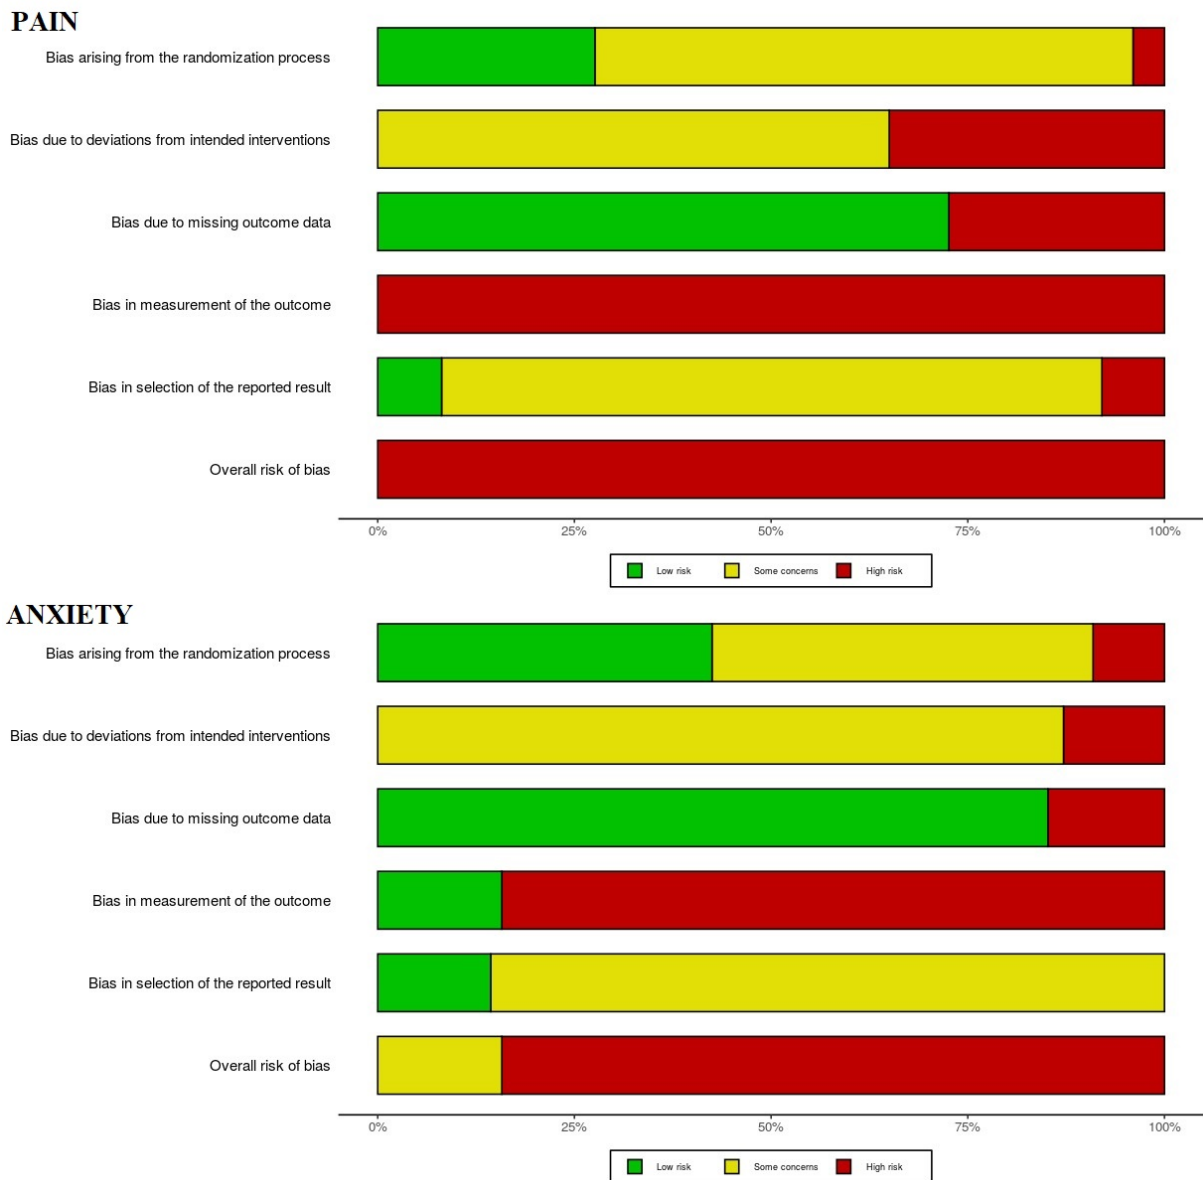 PAIN
Bias arising from the randomization process
Bias due to deviations from intended interventions
Bias due to missing outcome data
Bias in measurement of the outcome
Bias in selection of the reported result
Overall risk of bias
0% 25% 50% 75% 100%
Low risk Some concerns High risk
ANXIETY
Bias arising from the randomization process
Bias due to deviations from intended interventions
Bias due to missing outcome data
Bias in measurement of the outcome
Bias in selection of the reported result
Overall risk of bias
0% 25% 50% 75% 100%
Low risk Some concerns High risk